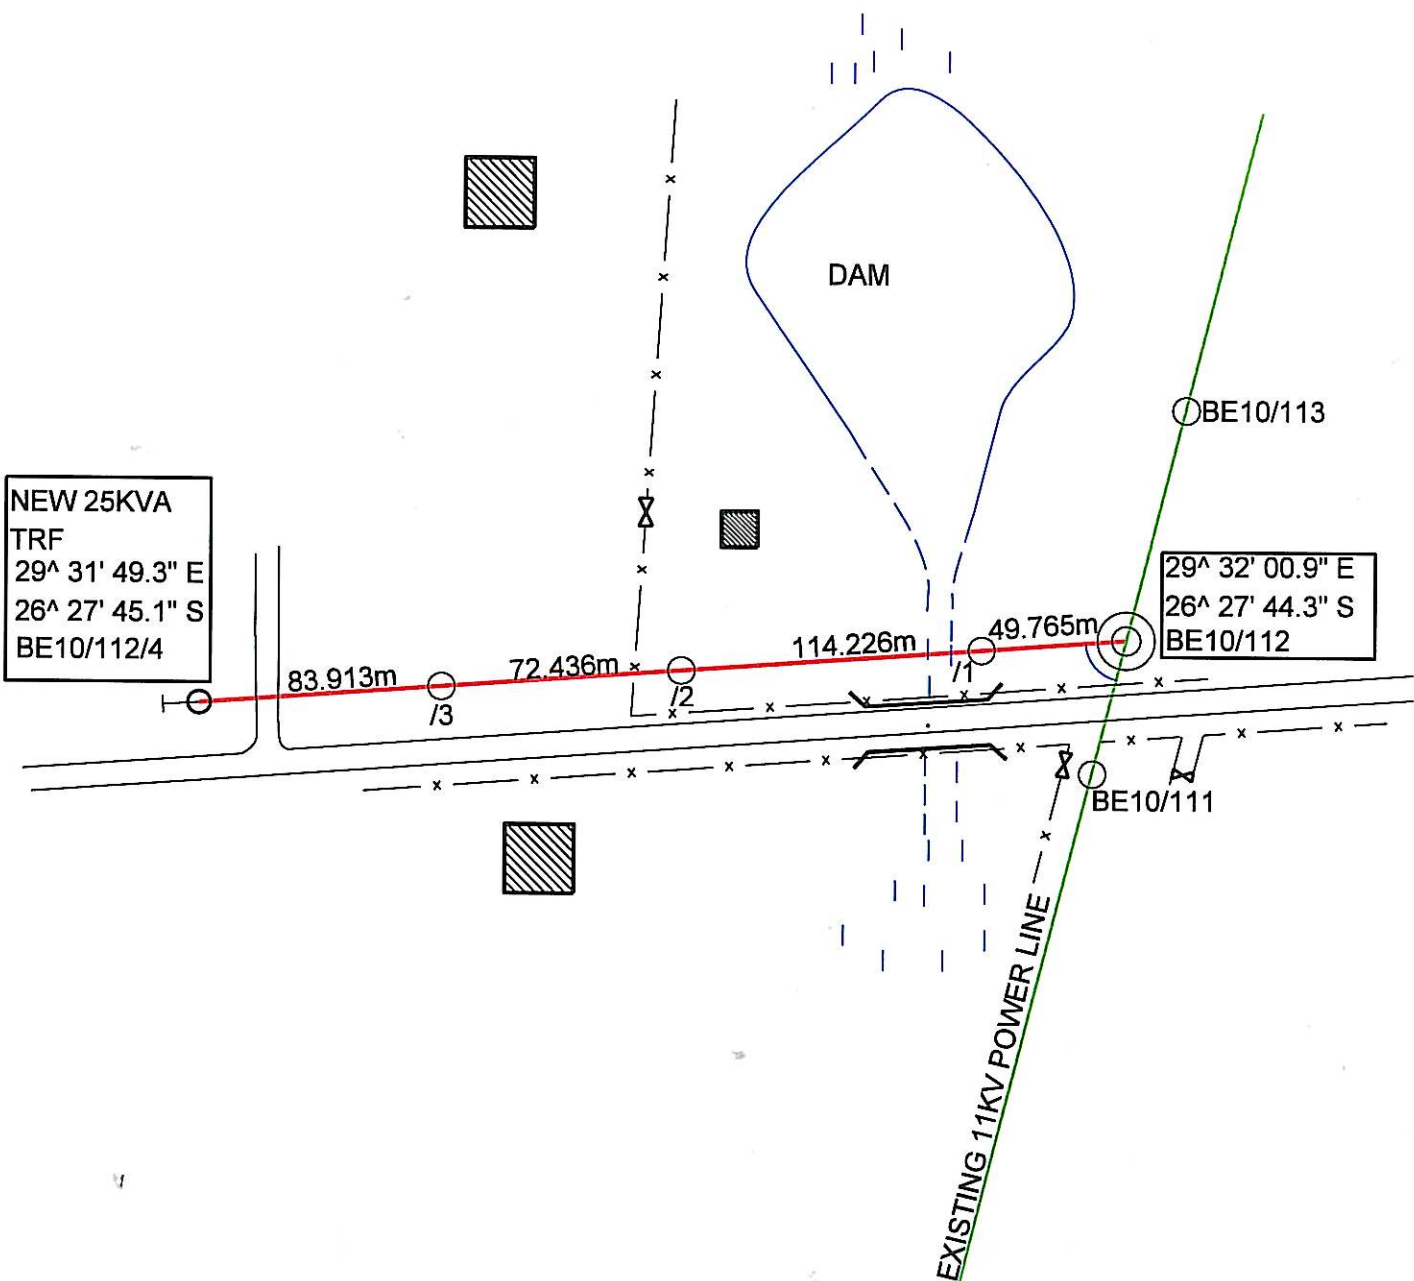 DAM
BE10/113
NEW 25KVA
TRF
29^ 31' 49.3" E
26^ 27' 45.1" S
BE10/112/4
29^ 32' 00.9" E
26^ 27' 44.3" S
BE10/112
83.913m
72.436m
114.226m
49.765m
/3
/2
/1
BE10/111
EXISTING 11KV POWER LINE